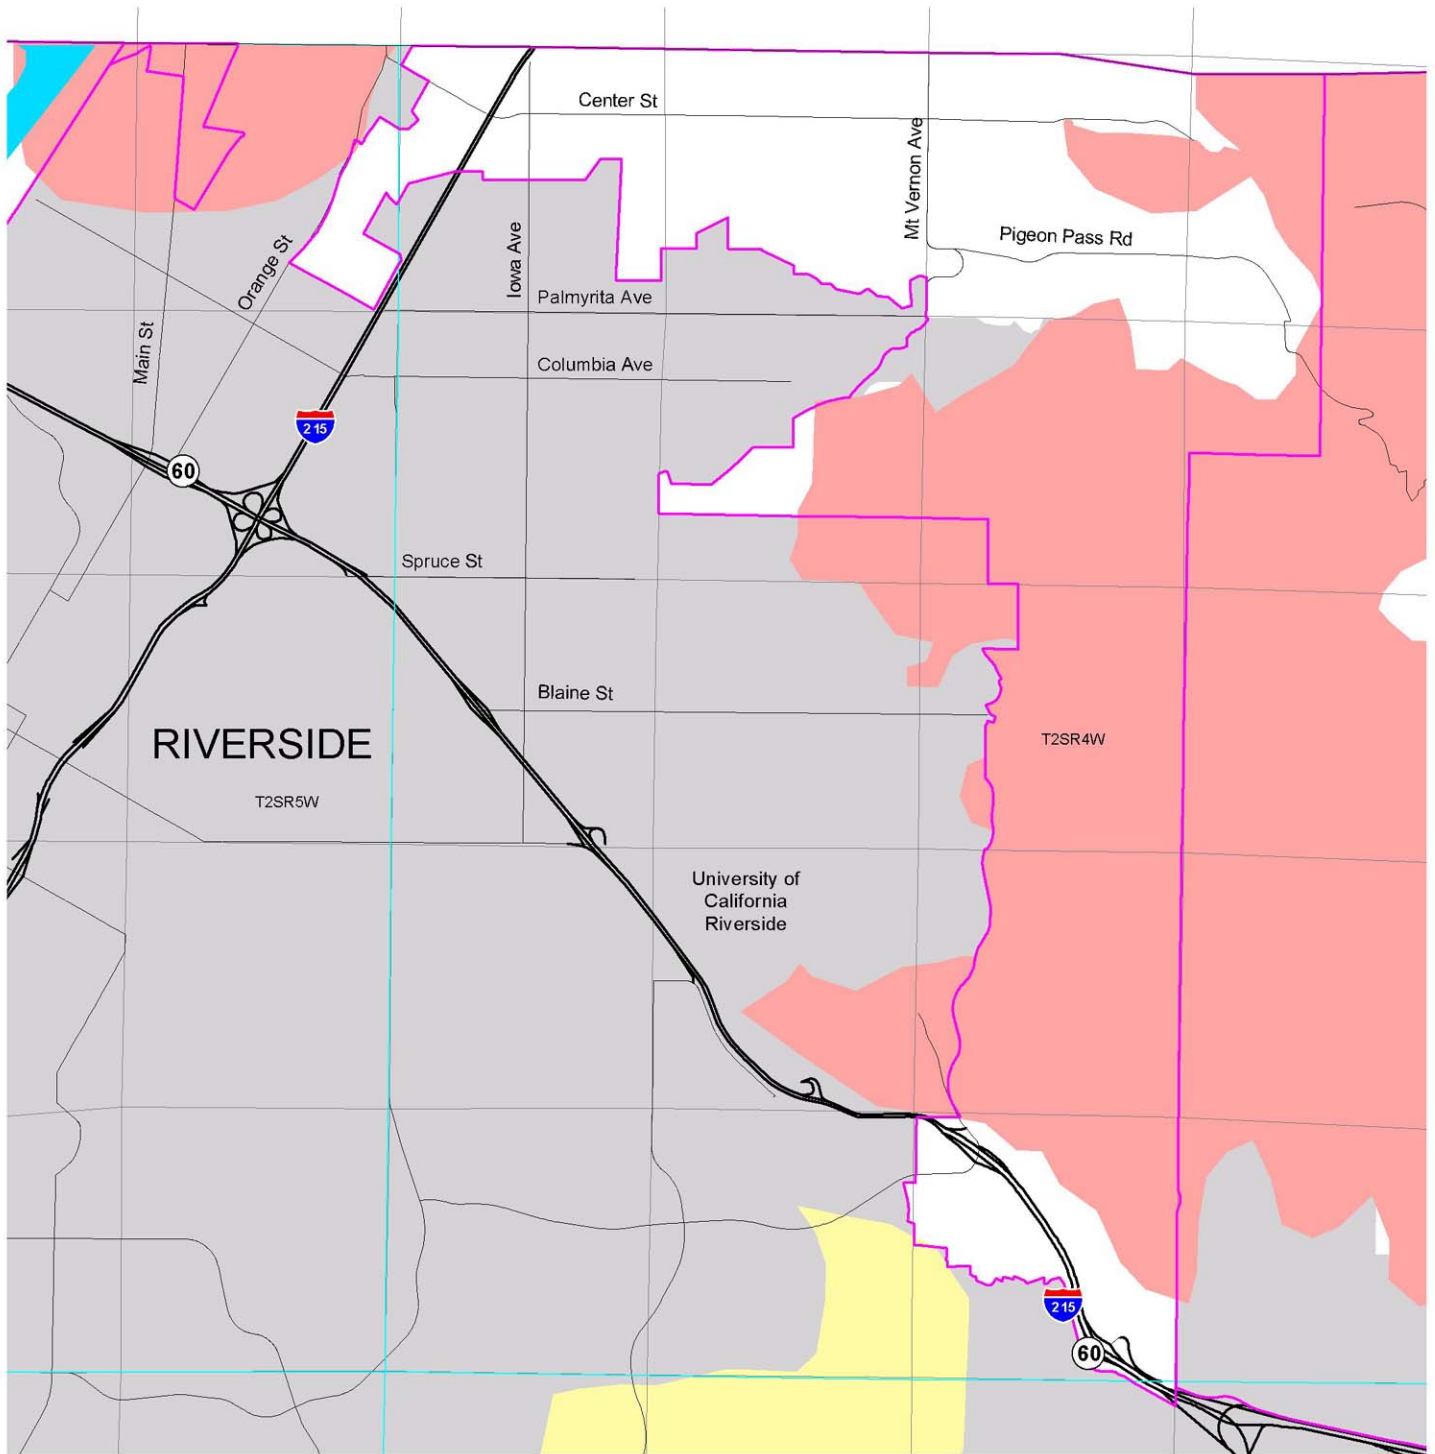 Center St
Mt Vernon Ave
Pigeon Pass Rd
Orange St
Iowa Ave
Palmyrita Ave
Main St
Columbia Ave
215
60
Spruce St
Blaine St
RIVERSIDE
T2SR4W
T2SR5W
University of
California
Riverside
215
60